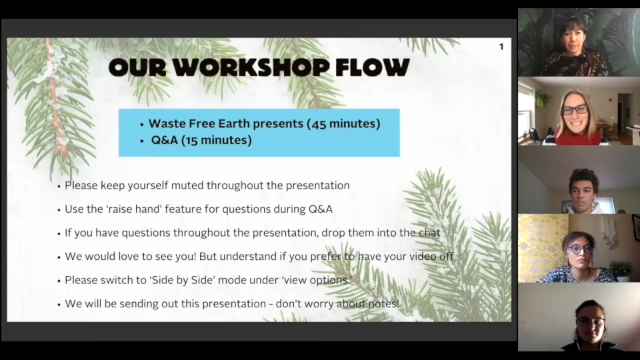 1
OUR WORKSHOP FLOW
• Waste Free Earth presents (45 minutes)
• Q&A (15 minutes)
• Please keep yourself muted throughout the presentation
• Use the 'raise hand' feature for questions during Q&A
• If you have questions throughout the presentation, drop them into the chat
• We would love to see you! But understand if you prefer to have your video off
• Please switch to 'Side by Side' mode under 'view options.'
• We will be sending out this presentation - don't worry about notes!